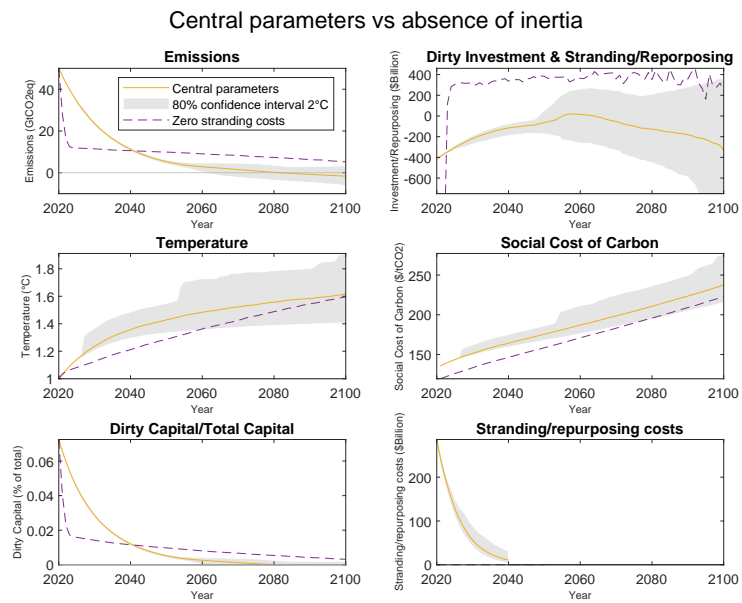 Central parameters vs absence of inertia
Emissions
40
20
0
2020 2040 2060 2080 2100
Year
Emissions (GtCO2eq)
Central parameters
80% confidence interval 2°C
Zero stranding costs
Dirty Investment & Stranding/Reporposing
400
200
0
-200
-400
-600
2020 2040 2060 2080 2100
Year
Investment/Repurposing ($Billion)
Temperature
1.8
1.6
1.4
1.2
1
2020 2040 2060 2080 2100
Year
Temperature (°C)
Social Cost of Carbon
250
200
150
2020 2040 2060 2080 2100
Year
Social Cost of Carbon ($/tCO2)
Dirty Capital/Total Capital
0.06
0.04
0.02
0
2020 2040 2060 2080 2100
Year
Dirty Capital (% of total)
Stranding/repurposing costs
200
100
0
2020 2040 2060 2080 2100
Year
Stranding/repurposing costs ($Billion)